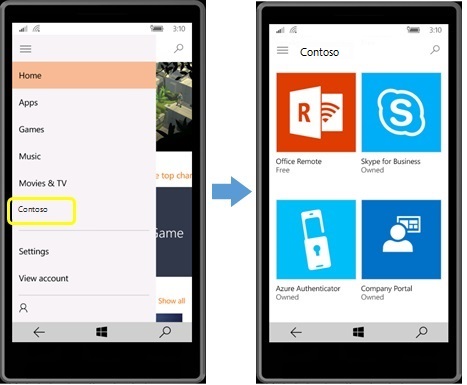 3:10
Home
Apps
Games
Music
Movies & TV
Contoso
Settings
View account
e top char
Game
Show all
3:10
Contoso
R
S
Office Remote
Free
Skype for Business
Owned
Azure Authenticator
Owned
Company Portal
Owned